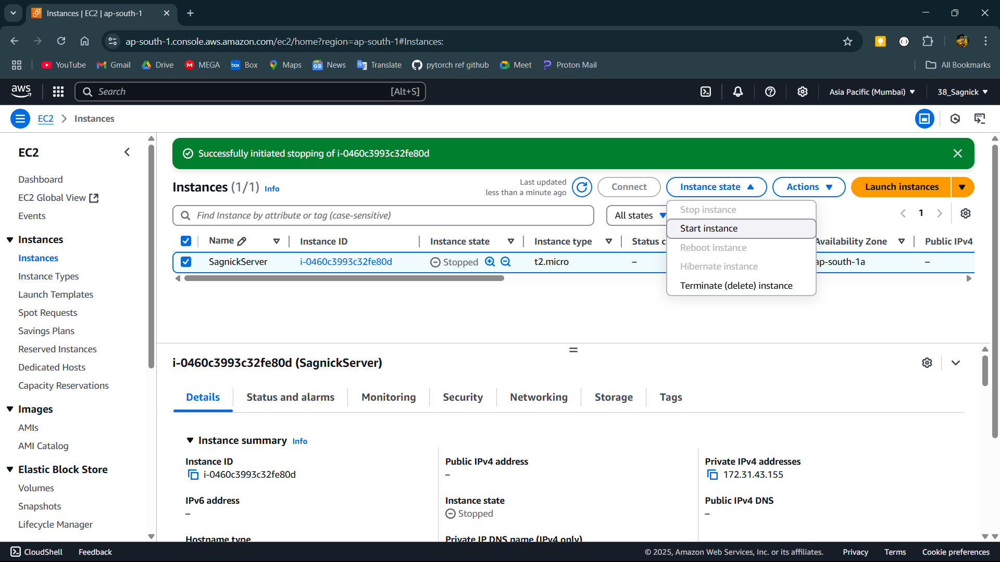 Instances | EC2 | ap-south-1
ap-south-1.console.aws.amazon.com/ec2/home?region=ap-south-1#Instances:
YouTube
Gmail
Drive
MEGA
box
Box
Maps
News
Translate
pytorch ref github
Meet
Proton Mail
All Bookmarks
aws
Search
[Alt+S]
Asia Pacific (Mumbai)
38_Sagnick
EC2
Instances
EC2
Dashboard
EC2 Global View
Events
Instances
Instances
Instance Types
Launch Templates
Spot Requests
Savings Plans
Reserved Instances
Dedicated Hosts
Capacity Reservations
Images
AMIs
AMI Catalog
Elastic Block Store
Volumes
Snapshots
Lifecycle Manager
Successfully initiated stopping of i-0460c3993c32fe80d
Instances (1/1) Info
Last updated
less than a minute ago
Connect
Instance state
Actions
Launch instances
Find Instance by attribute or tag (case-sensitive)
All states
Stop instance
Start instance
Reboot instance
Hibernate instance
Terminate (delete) instance
1
Name
Instance ID
Instance state
Instance type
Status c
Availability Zone
Public IPv4
SagnickServer
i-0460c3993c32fe80d
Stopped
t2.micro
–
ap-south-1a
–
i-0460c3993c32fe80d (SagnickServer)
Details
Status and alarms
Monitoring
Security
Networking
Storage
Tags
Instance summary Info
Instance ID
i-0460c3993c32fe80d
Public IPv4 address
–
Private IPv4 addresses
172.31.43.155
IPv6 address
–
Instance state
Stopped
Public IPv4 DNS
–
Hostname type
Private IP DNS name (IPv4 only)
CloudShell
Feedback
© 2025, Amazon Web Services, Inc. or its affiliates.
Privacy
Terms
Cookie preferences